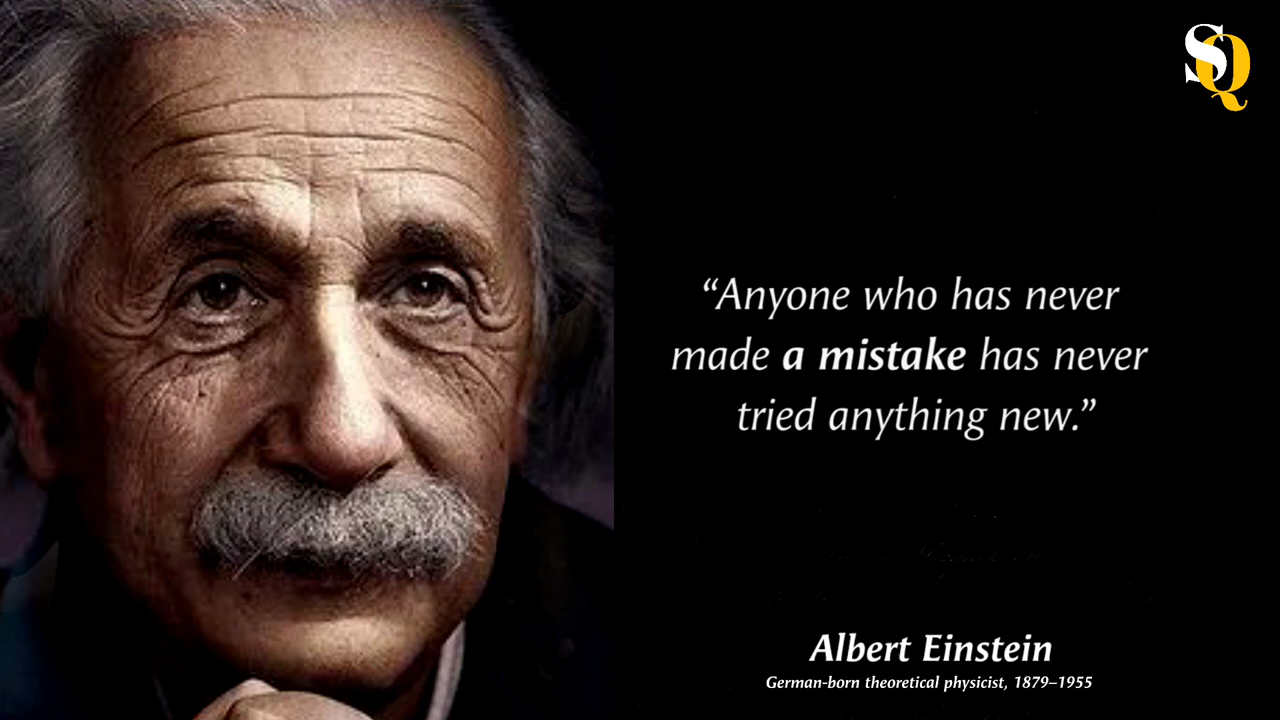 SQ
“Anyone who has never
made a mistake has never
tried anything new.”
Albert Einstein
German-born theoretical physicist, 1879–1955